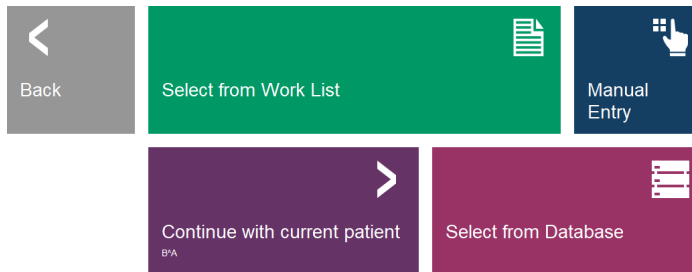 Back
Select from Work List
Manual
Entry
Continue with current patient
B^A
Select from Database